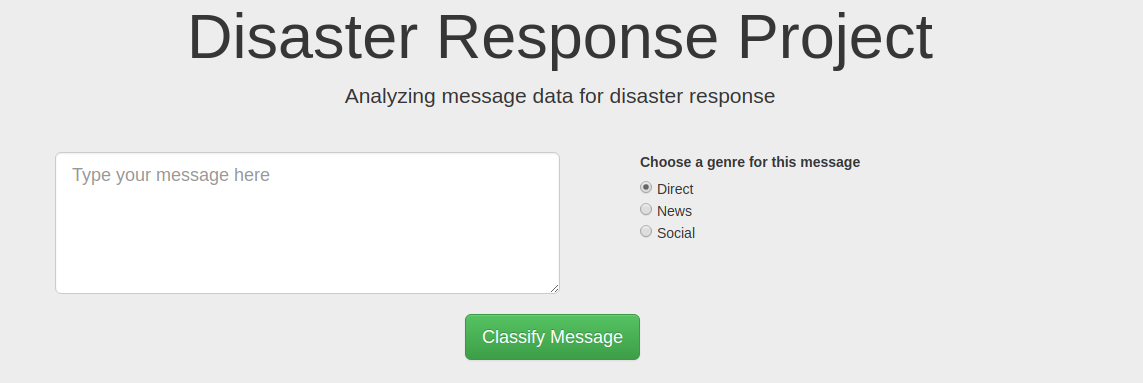 Disaster Response Project
Analyzing message data for disaster response
Type your message here
Choose a genre for this message
Direct
News
Social
Classify Message